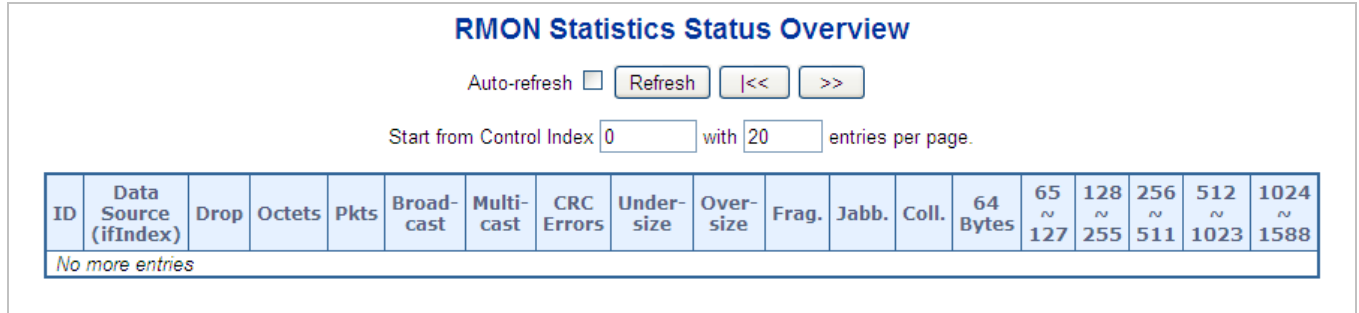 RMON Statistics Status Overview
Auto-refresh Refresh |<< >>
Start from Control Index 0 with 20 entries per page.
ID Data Source (ifIndex) Drop Octets Pkts Broad-cast Multi-cast CRC Errors Under-size Over-size Frag. Jabb. Coll. 64 Bytes 65 ~ 127 128 ~ 255 256 ~ 511 512 ~ 1023 1024 ~ 1588
No more entries